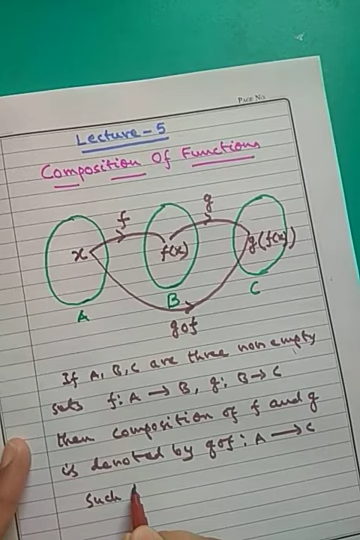 Page No.
Lecture - 5
Composition Of Functions
f g
x f(x) g(f(x))
A B C
gof
If A, B, C are three non empty
sets f: A → B, g: B → C
then composition of f and g
is denoted by gof : A → C
such